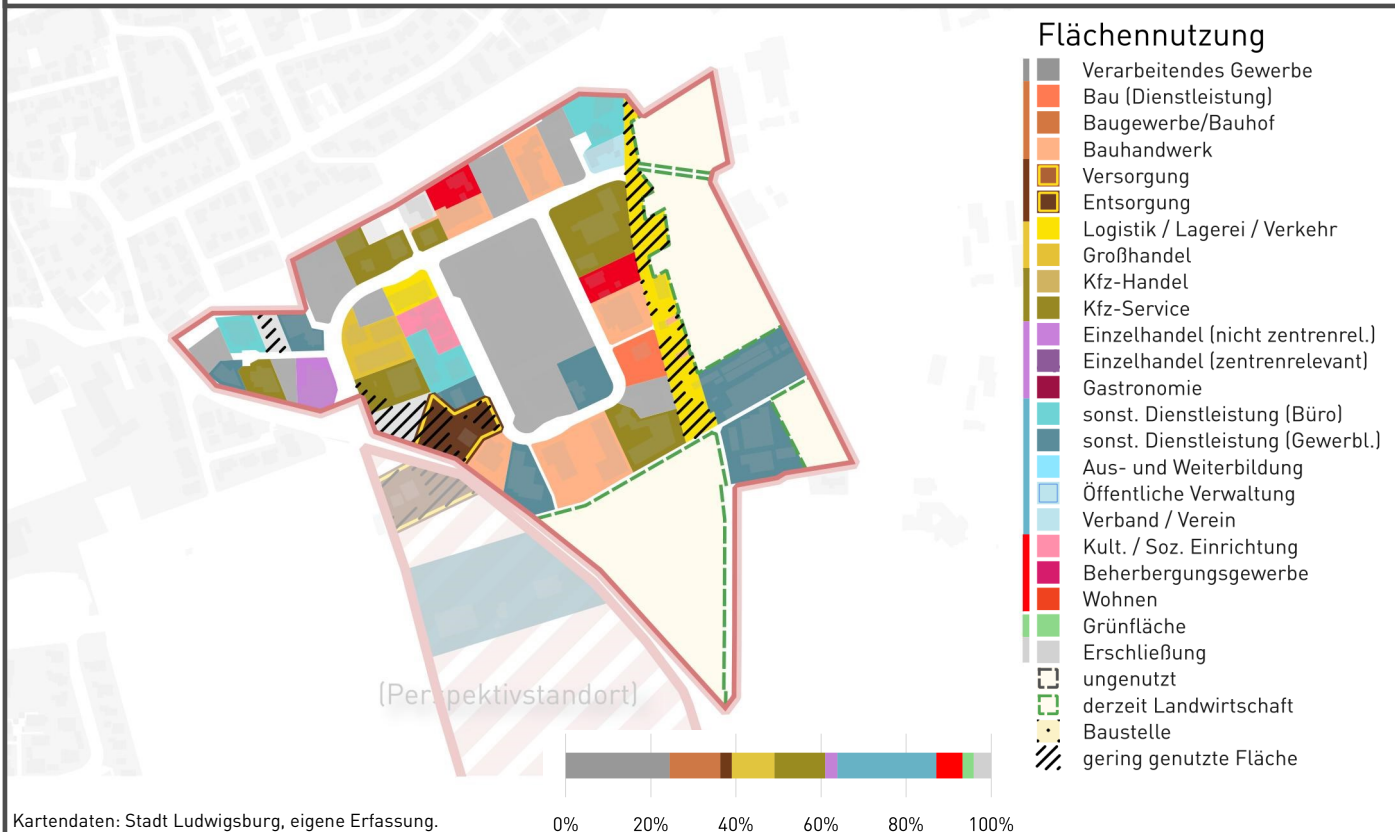 Flächennutzung
Verarbeitendes Gewerbe
Bau (Dienstleistung)
Baugewerbe/Bauhof
Bauhandwerk
Versorgung
Entsorgung
Logistik / Lagerei / Verkehr
Großhandel
Kfz-Handel
Kfz-Service
Einzelhandel (nicht zentrenrel.)
Einzelhandel (zentrenrelevant)
Gastronomie
sonst. Dienstleistung (Büro)
sonst. Dienstleistung (Gewerbl.)
Aus- und Weiterbildung
Öffentliche Verwaltung
Verband / Verein
Kult. / Soz. Einrichtung
Beherbergungsgewerbe
Wohnen
Grünfläche
Erschließung
ungenutzt
derzeit Landwirtschaft
Baustelle
gering genutzte Fläche
(Perspektivstandort)
0% 20% 40% 60% 80% 100%
Kartendaten: Stadt Ludwigsburg, eigene Erfassung.